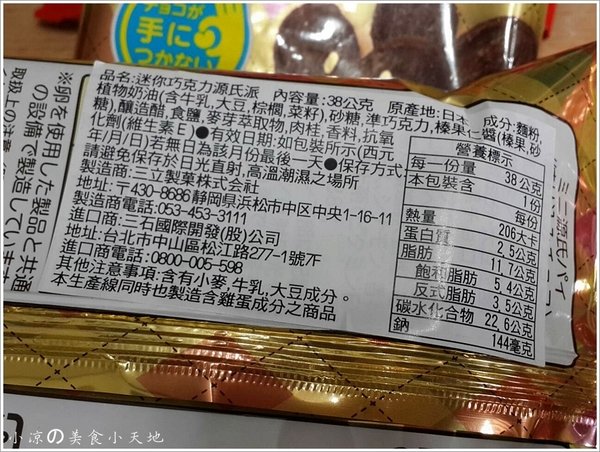 チョコが
手に
つかない
品名:迷你巧克力源氏派 內容量:38公克 原產地:日本 成分:麵粉,
植物奶油(含牛乳,大豆,棕櫚,菜籽),砂糖,準巧克力,榛果仁醬(榛果,砂
糖),釀造醋,食鹽,麥芽萃取物,肉桂,香料,抗氧
化劑(維生素E)●有效日期:如包裝所示(西元
年/月/日)若無日為該月份最後一天●保存方式:
請避免保存於日光直射,高溫潮濕之場所
製造商:三立製菓株式会社
地址:〒430-8686靜岡県浜松市中区中央1-16-11
製造商電話:053-453-3111
進口商:三石國際開發(股)公司
地址:台北市中山區松江路277-1號7F
進口商電話:0800-005-598
其他注意事項:含有小麥,牛乳,大豆成分。
本生產線同時也製造含雞蛋成分之商品
營養標示
每一份量 38公克
本包裝含 1份
每份
熱量 206大卡
蛋白質 2.5公克
脂肪 11.7公克
飽和脂肪 5.4公克
反式脂肪 3.5公克
碳水化合物 22.6公克
鈉 144毫克
※卵を使用した製品と共通
の設備で製造してい
取扱上の注意
源氏パイ
小凉の美食小天地